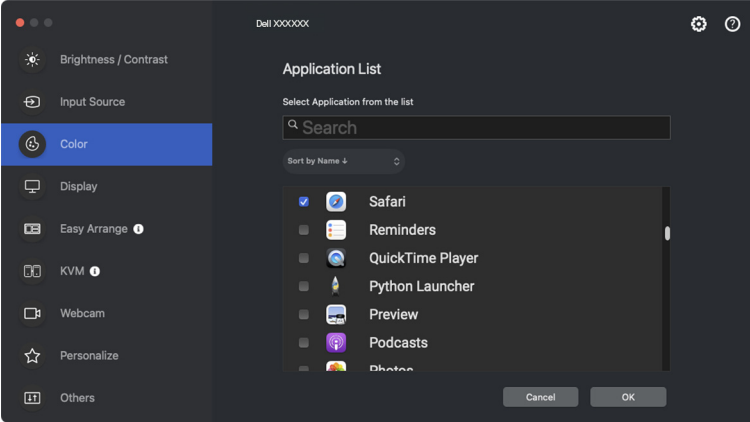 Dell XXXXXX
Brightness / Contrast
Input Source
Color
Display
Easy Arrange
KVM
Webcam
Personalize
Others
Application List
Select Application from the list
Search
Sort by Name ↓
Safari
Reminders
QuickTime Player
Python Launcher
Preview
Podcasts
Photos
Cancel
OK